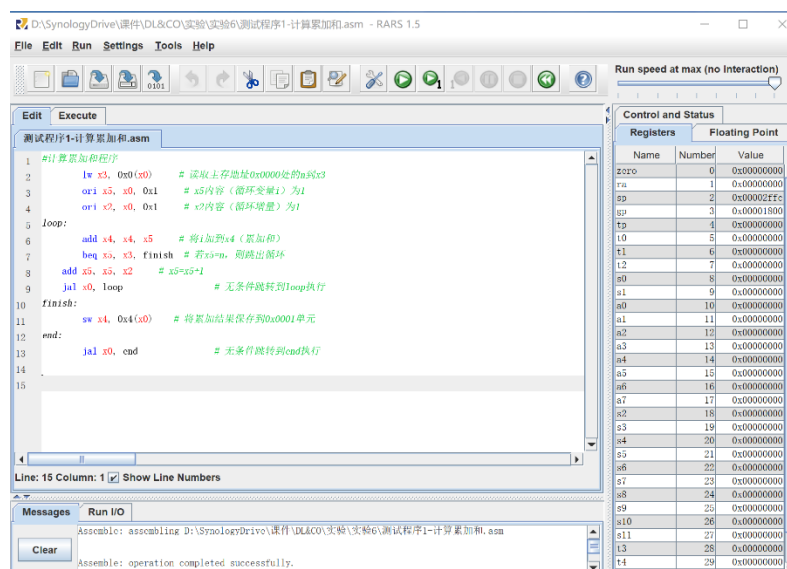 D:\SynologyDrive\课件\DL&CO\实验\实验6\测试程序1-计算累加和.asm - RARS 1.5
File Edit Run Settings Tools Help
Run speed at max (no interaction)
Edit Execute
测试程序1-计算累加和.asm
1 #计算累加和程序
2 lw x3, 0x0(x0) # 读取主存地址0x0000处的n到x3
3 ori x5, x0, 0x1 # x5内容（循环变量i）为1
4 ori x2, x0, 0x1 # x2内容（循环增量）为1
5 loop:
6 add x4, x4, x5 # 将i加到x4（累加和）
7 beq x5, x3, finish # 若x5=n，则跳出循环
8 add x5, x5, x2 # x5=x5+1
9 jal x0, loop # 无条件跳转到loop执行
10 finish:
11 sw x4, 0x4(x0) # 将累加结果保存到0x0001单元
12 end:
13 jal x0, end # 无条件跳转到end执行
14
15
Line: 15 Column: 1 Show Line Numbers
Messages Run I/O
Assemble: assembling D:\SynologyDrive\课件\DL&CO\实验\实验6\测试程序1-计算累加和.asm
Clear
Assemble: operation completed successfully.
Control and Status
Registers Floating Point
Name Number Value
zero 0 0x00000000
ra 1 0x00000000
sp 2 0x00002ffc
gp 3 0x00001800
tp 4 0x00000000
t0 5 0x00000000
t1 6 0x00000000
t2 7 0x00000000
s0 8 0x00000000
s1 9 0x00000000
a0 10 0x00000000
a1 11 0x00000000
a2 12 0x00000000
a3 13 0x00000000
a4 14 0x00000000
a5 15 0x00000000
a6 16 0x00000000
a7 17 0x00000000
s2 18 0x00000000
s3 19 0x00000000
s4 20 0x00000000
s5 21 0x00000000
s6 22 0x00000000
s7 23 0x00000000
s8 24 0x00000000
s9 25 0x00000000
s10 26 0x00000000
s11 27 0x00000000
t3 28 0x00000000
t4 29 0x00000000